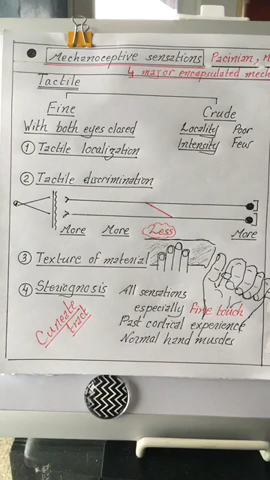 Mechanoceptive sensations Pacinian,
4 major encapsulated mech
Tactile
Fine Crude
With both eyes closed Locality Poor
① Tactile localization Intensity Few
② Tactile discrimination
More More Less More
③ Texture of material
④ Steriognosis All sensations
especially Fine touch
Past cortical experience
Normal hand muscles
Cuneate
tract